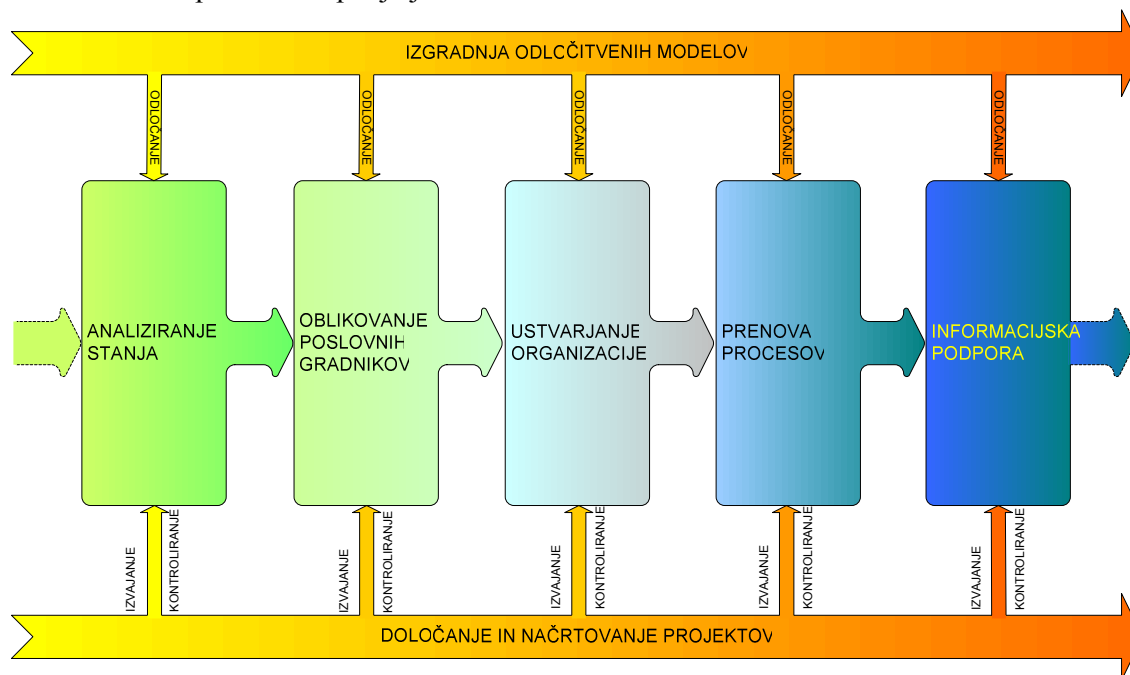 IZGRADNJA ODLOČČITVENIH MODELOV
ODLOČANJE
ODLOČANJE
ODLOČANJE
ODLOČANJE
ODLOČANJE
ANALIZIRANJE
STANJA
OBLIKOVANJE
POSLOVNIH
GRADNIKOV
USTVARJANJE
ORGANIZACIJE
PRENOVA
PROCESOV
INFORMACIJSKA
PODPORA
IZVAJANJE
KONTROLIRANJE
IZVAJANJE
KONTROLIRANJE
IZVAJANJE
KONTROLIRANJE
IZVAJANJE
KONTROLIRANJE
IZVAJANJE
KONTROLIRANJE
DOLOČANJE IN NAČRTOVANJE PROJEKTOV